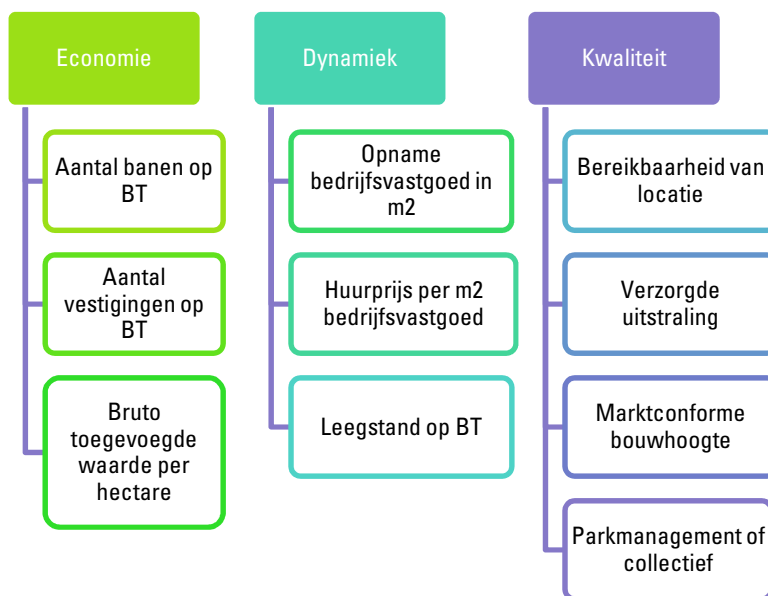 Economie
Aantal banen op
BT
Aantal
vestigingen op
BT
Bruto
toegevoegde
waarde per
hectare
Dynamiek
Opname
bedrijfsvastgoed in
m2
Huurprijs per m2
bedrijfsvastgoed
Leegstand op BT
Kwaliteit
Bereikbaarheid van
locatie
Verzorgde
uitstraling
Marktconforme
bouwhoogte
Parkmanagement of
collectief